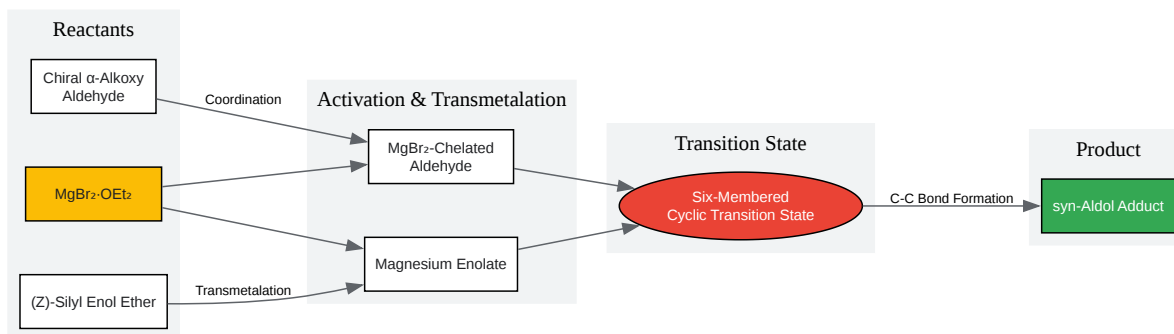 Reactants
Chiral α-Alkoxy
Aldehyde
MgBr₂·OEt₂
(Z)-Silyl Enol Ether
Coordination
Transmetalation
Activation & Transmetalation
MgBr₂-Chelated
Aldehyde
Magnesium Enolate
Transition State
Six-Membered
Cyclic Transition State
C-C Bond Formation
Product
syn-Aldol Adduct